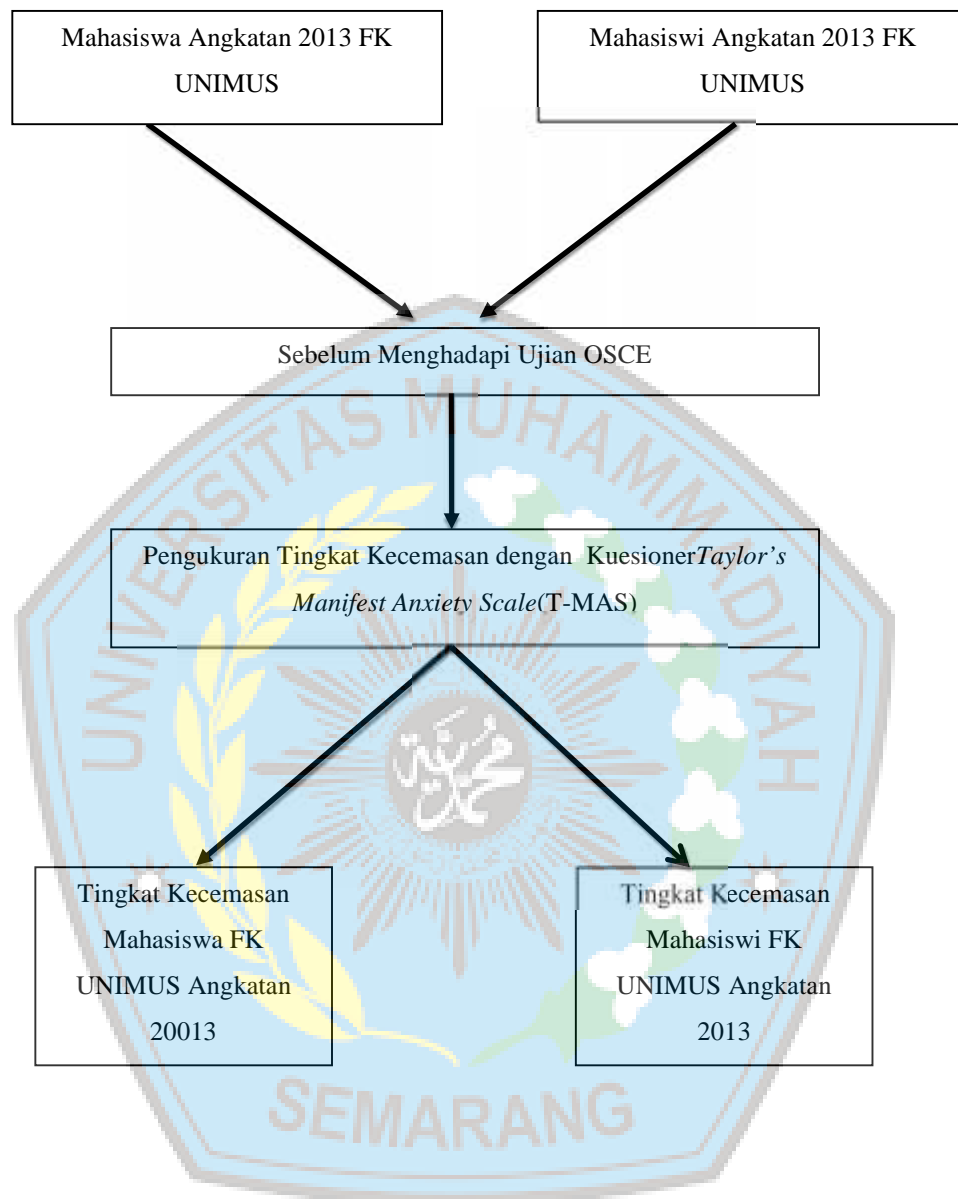 Mahasiswa Angkatan 2013 FK
UNIMUS
Mahasiswi Angkatan 2013 FK
UNIMUS
Sebelum Menghadapi Ujian OSCE
Pengukuran Tingkat Kecemasan dengan KuesionerTaylor's
Manifest Anxiety Scale(T-MAS)
Tingkat Kecemasan
Mahasiswa FK
UNIMUS Angkatan
20013
Tingkat Kecemasan
Mahasiswi FK
UNIMUS Angkatan
2013
UNIVERSITAS MUHAMMADIYAH
SEMARANG